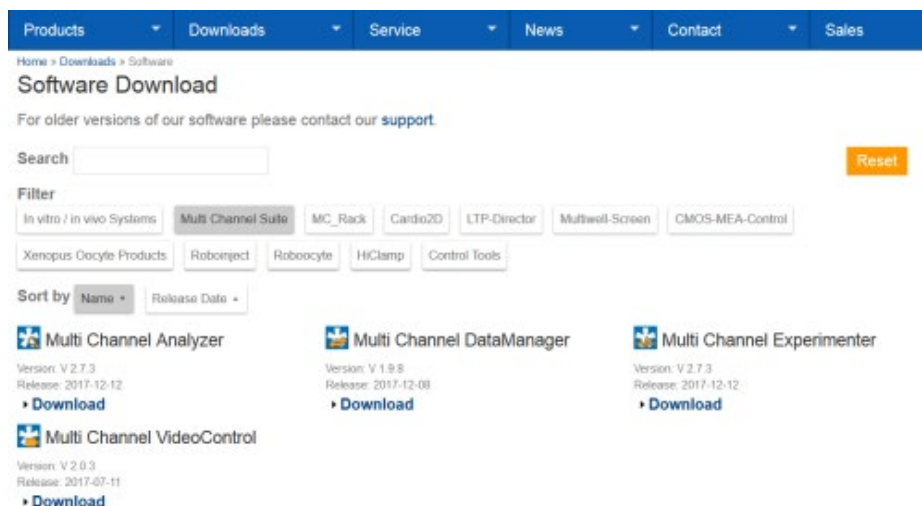 Products Downloads Service News Contact Sales
Home » Downloads » Software
Software Download
For older versions of our software please contact our support.
Search Reset
Filter
In vitro / in vivo Systems Multi Channel Suite MC_Rack Cardio2D LTP-Director Multiwell-Screen CMOS-MEA-Control
Xenopus Oocyte Products Roboinject Roboocyte HiClamp Control Tools
Sort by Name Release Date
Multi Channel Analyzer Multi Channel DataManager Multi Channel Experimenter
Version: V 2.7.3 Version: V 1.9.8 Version: V 2.7.3
Release: 2017-12-12 Release: 2017-12-08 Release: 2017-12-12
Download Download Download
Multi Channel VideoControl
Version: V 2.0.3
Release: 2017-07-11
Download